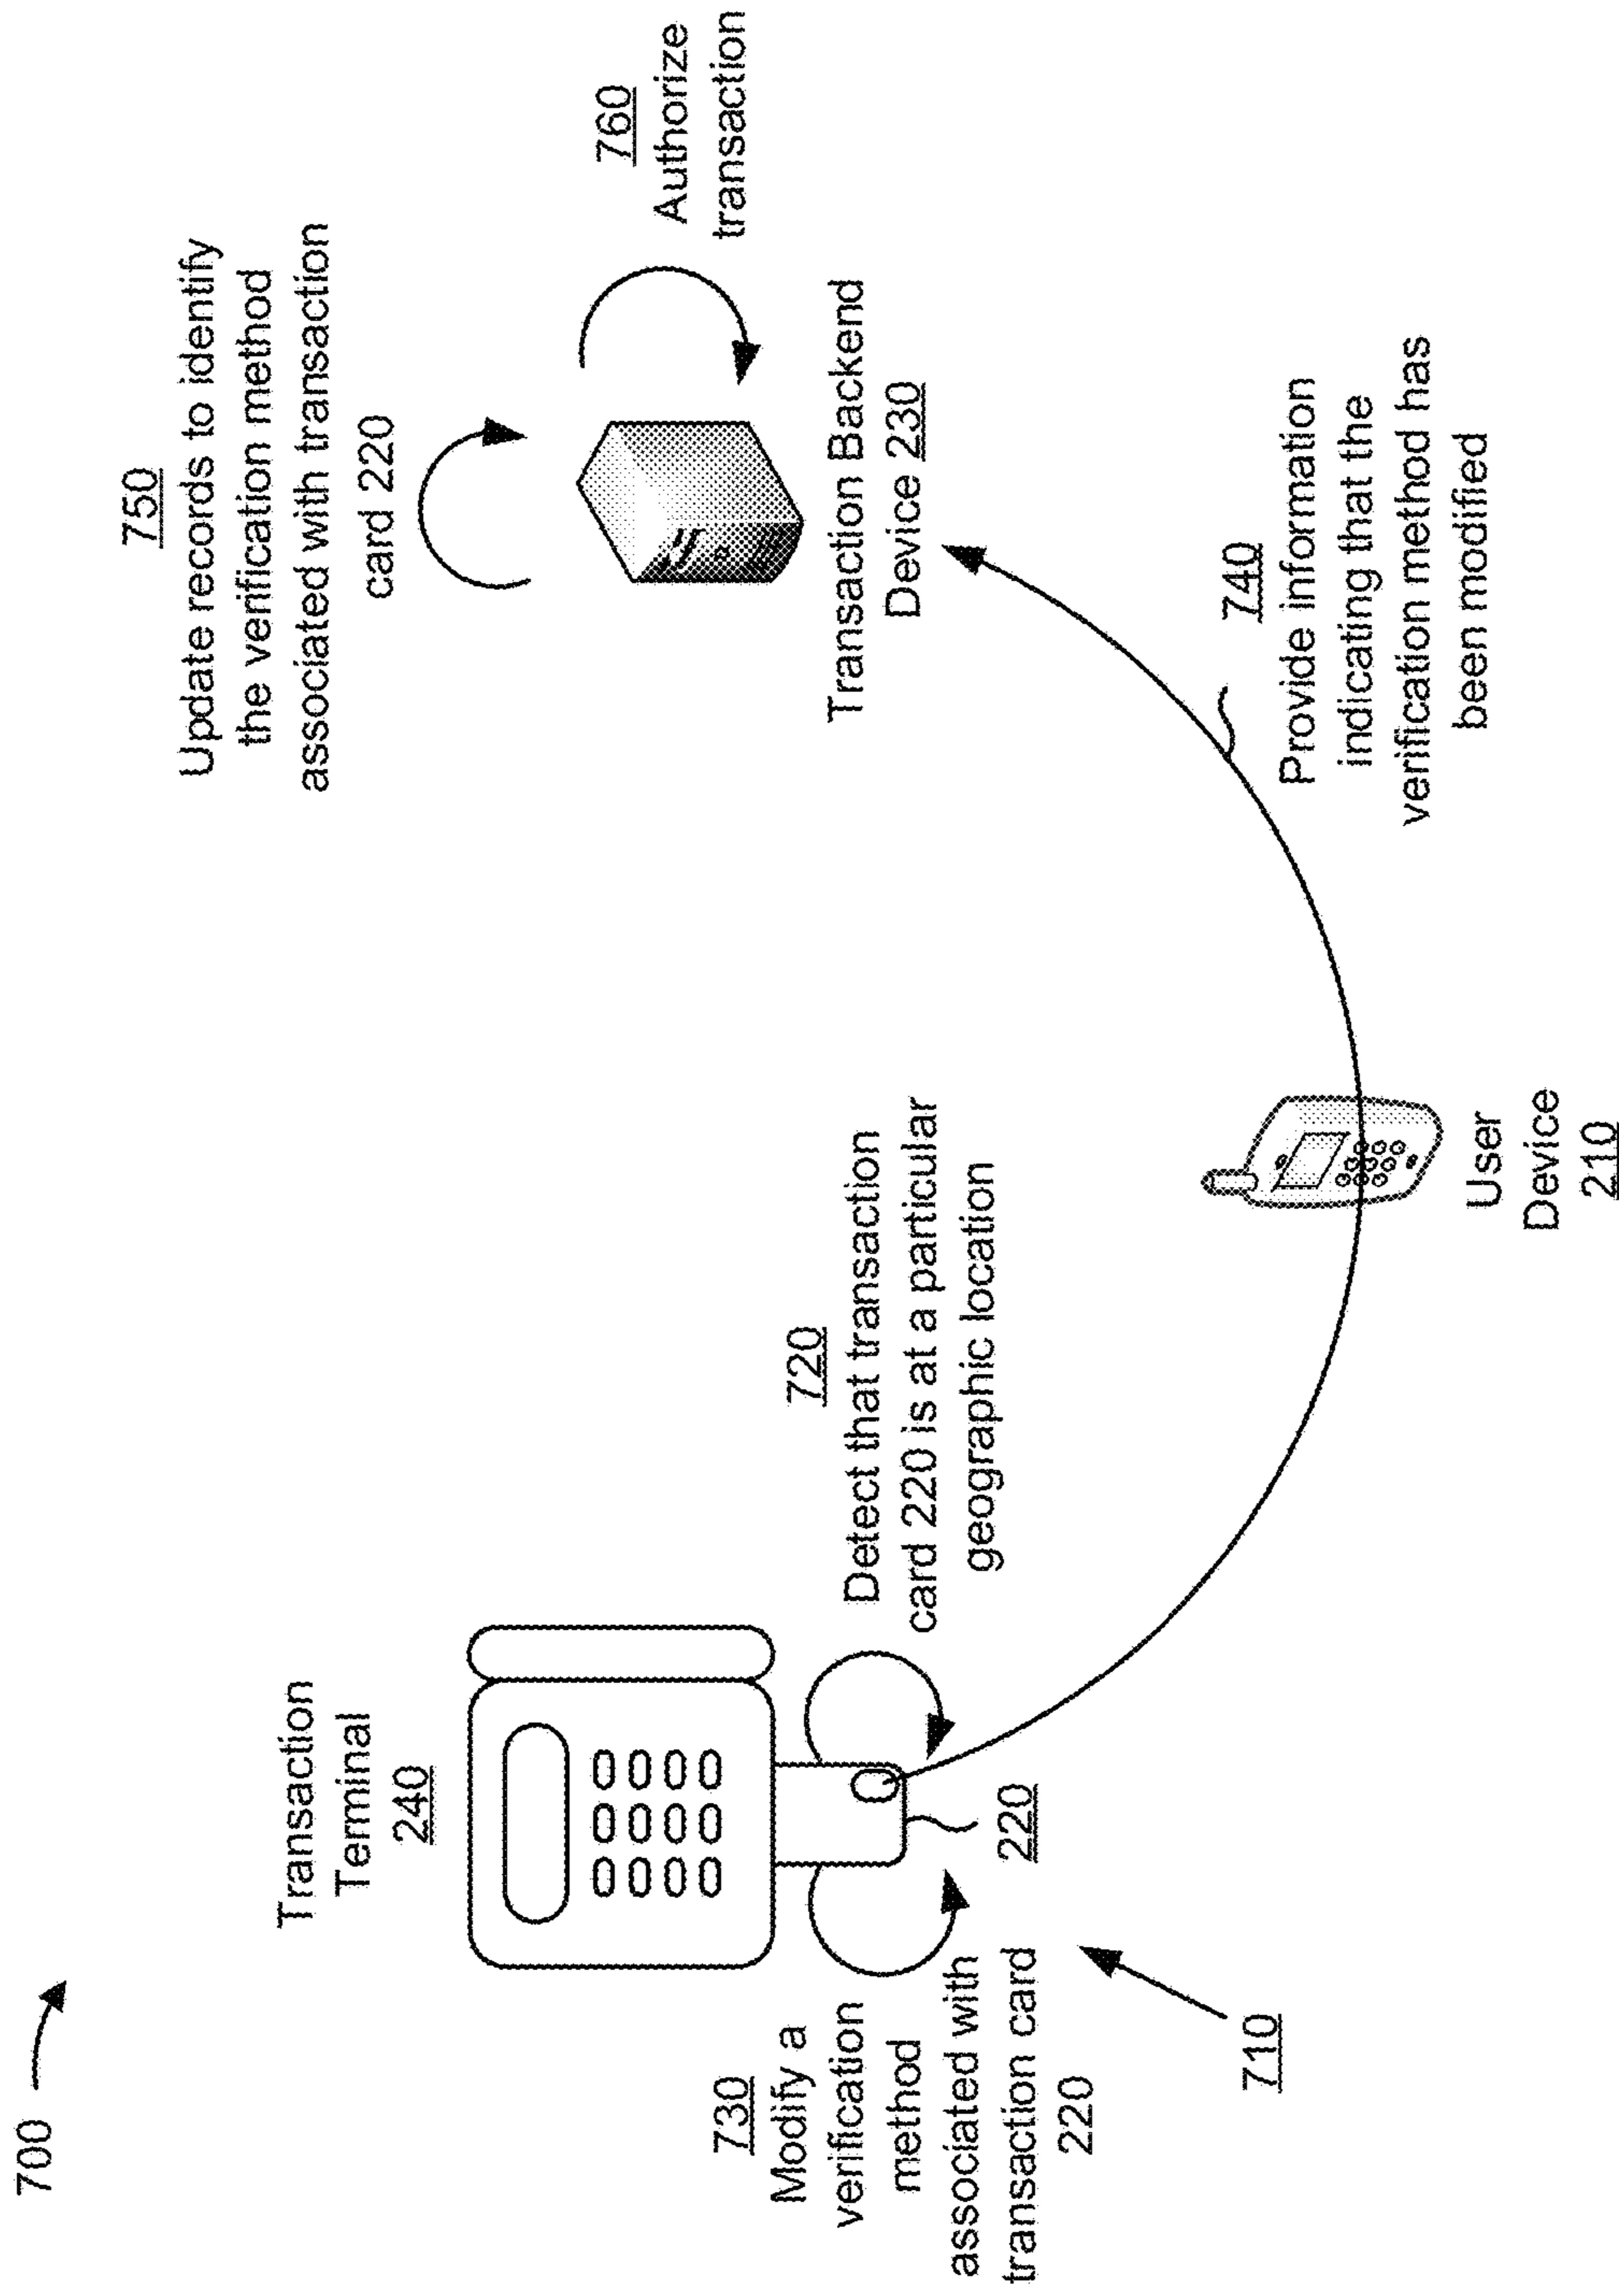 700
Transaction
Terminal
240
730
Modify a
verification
method
associated with
transaction card
220
710
220
720
Detect that transaction
card 220 is at a particular
geographic location
User
Device
210
740
Provide information
indicating that the
verification method has
been modified
Transaction Backend
Device 230
750
Update records to identify
the verification method
associated with transaction
card 220
760
Authorize
transaction